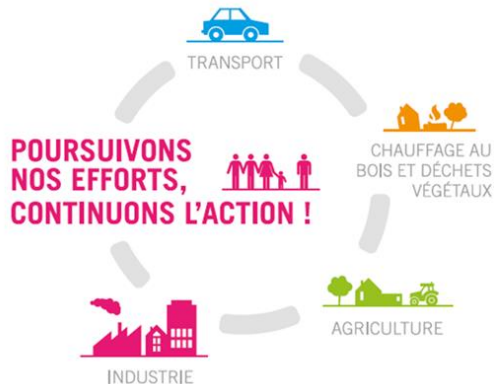 TRANSPORT
POURSUIVONS
NOS EFFORTS,
CONTINUONS L'ACTION !
CHAUFFAGE AU
BOIS ET DÉCHETS
VÉGÉTAUX
AGRICULTURE
INDUSTRIE